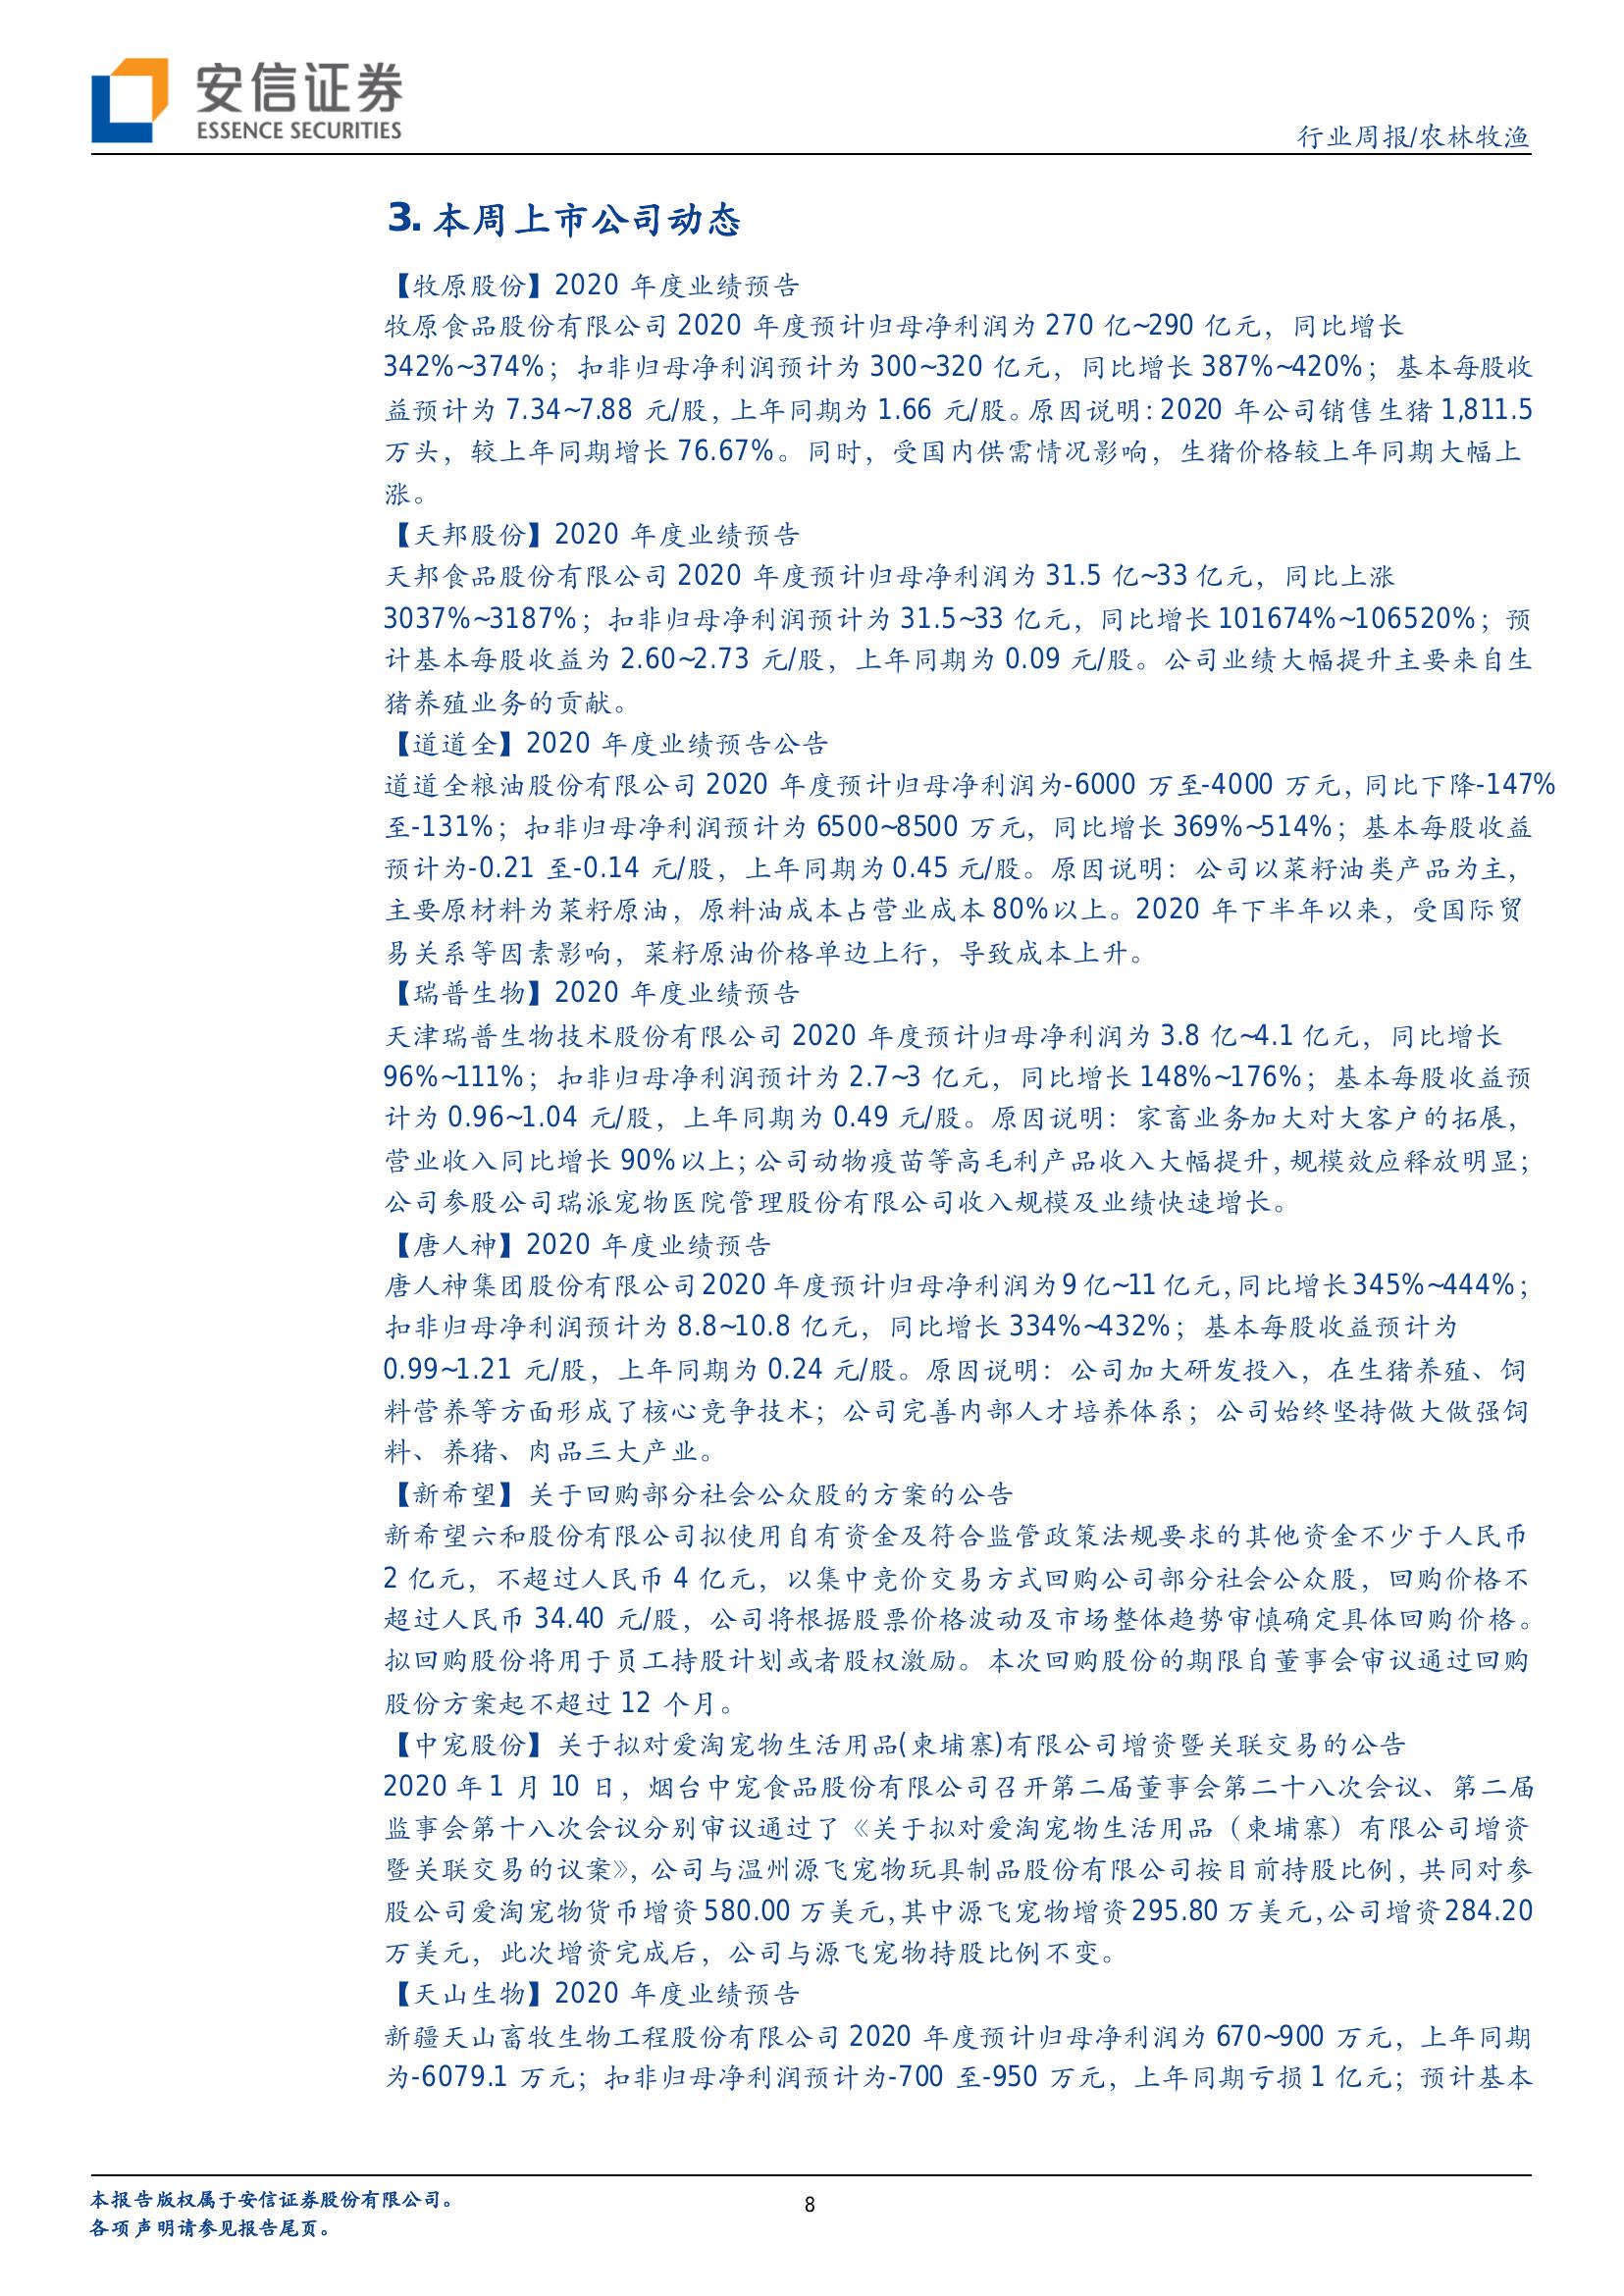 安信证券
ESSENCE SECURITIES
行业周报/农林牧渔
3. 本周上市公司动态
【牧原股份】2020 年度业绩预告
牧原食品股份有限公司 2020 年度预计归母净利润为 270 亿~290 亿元，同比增长
342%~374%；扣非归母净利润预计为 300~320 亿元，同比增长 387%~420%；基本每股收
益预计为 7.34~7.88 元/股，上年同期为 1.66 元/股。原因说明：2020 年公司销售生猪 1,811.5
万头，较上年同期增长 76.67%。同时，受国内供需情况影响，生猪价格较上年同期大幅上
涨。
【天邦股份】2020 年度业绩预告
天邦食品股份有限公司 2020 年度预计归母净利润为 31.5 亿~33 亿元，同比上涨
3037%~3187%；扣非归母净利润预计为 31.5~33 亿元，同比增长 101674%~106520%；预
计基本每股收益为 2.60~2.73 元/股，上年同期为 0.09 元/股。公司业绩大幅提升主要来自生
猪养殖业务的贡献。
【道道全】2020 年度业绩预告公告
道道全粮油股份有限公司 2020 年度预计归母净利润为-6000 万至-4000 万元，同比下降-147%
至-131%；扣非归母净利润预计为 6500~8500 万元，同比增长 369%~514%；基本每股收益
预计为-0.21 至-0.14 元/股，上年同期为 0.45 元/股。原因说明：公司以菜籽油类产品为主，
主要原材料为菜籽原油，原料油成本占营业成本 80%以上。2020 年下半年以来，受国际贸
易关系等因素影响，菜籽原油价格单边上行，导致成本上升。
【瑞普生物】2020 年度业绩预告
天津瑞普生物技术股份有限公司 2020 年度预计归母净利润为 3.8 亿~4.1 亿元，同比增长
96%~111%；扣非归母净利润预计为 2.7~3 亿元，同比增长 148%~176%；基本每股收益预
计为 0.96~1.04 元/股，上年同期为 0.49 元/股。原因说明：家畜业务加大对大客户的拓展，
营业收入同比增长 90%以上；公司动物疫苗等高毛利产品收入大幅提升，规模效应释放明显；
公司参股公司瑞派宠物医院管理股份有限公司收入规模及业绩快速增长。
【唐人神】2020 年度业绩预告
唐人神集团股份有限公司 2020 年度预计归母净利润为 9 亿~11 亿元，同比增长 345%~444%；
扣非归母净利润预计为 8.8~10.8 亿元，同比增长 334%~432%；基本每股收益预计为
0.99~1.21 元/股，上年同期为 0.24 元/股。原因说明：公司加大研发投入，在生猪养殖、饲
料营养等方面形成了核心竞争技术；公司完善内部人才培养体系；公司始终坚持做大做强饲
料、养猪、肉品三大产业。
【新希望】关于回购部分社会公众股的方案的公告
新希望六和股份有限公司拟使用自有资金及符合监管政策法规要求的其他资金不少于人民币
2 亿元，不超过人民币 4 亿元，以集中竞价交易方式回购公司部分社会公众股，回购价格不
超过人民币 34.40 元/股，公司将根据股票价格波动及市场整体趋势审慎确定具体回购价格。
拟回购股份将用于员工持股计划或者股权激励。本次回购股份的期限自董事会审议通过回购
股份方案起不超过 12 个月。
【中宠股份】关于拟对爱淘宠物生活用品(柬埔寨)有限公司增资暨关联交易的公告
2020 年 1 月 10 日，烟台中宠食品股份有限公司召开第二届董事会第二十八次会议、第二届
监事会第十八次会议分别审议通过了《关于拟对爱淘宠物生活用品（柬埔寨）有限公司增资
暨关联交易的议案》，公司与温州源飞宠物玩具制品股份有限公司按目前持股比例，共同对参
股公司爱淘宠物货币增资 580.00 万美元，其中源飞宠物增资 295.80 万美元，公司增资 284.20
万美元，此次增资完成后，公司与源飞宠物持股比例不变。
【天山生物】2020 年度业绩预告
新疆天山畜牧生物工程股份有限公司 2020 年度预计归母净利润为 670~900 万元，上年同期
为-6079.1 万元；扣非归母净利润预计为-700 至-950 万元，上年同期亏损 1 亿元；预计基本
本报告版权属于安信证券股份有限公司。
各项声明请参见报告尾页。
8